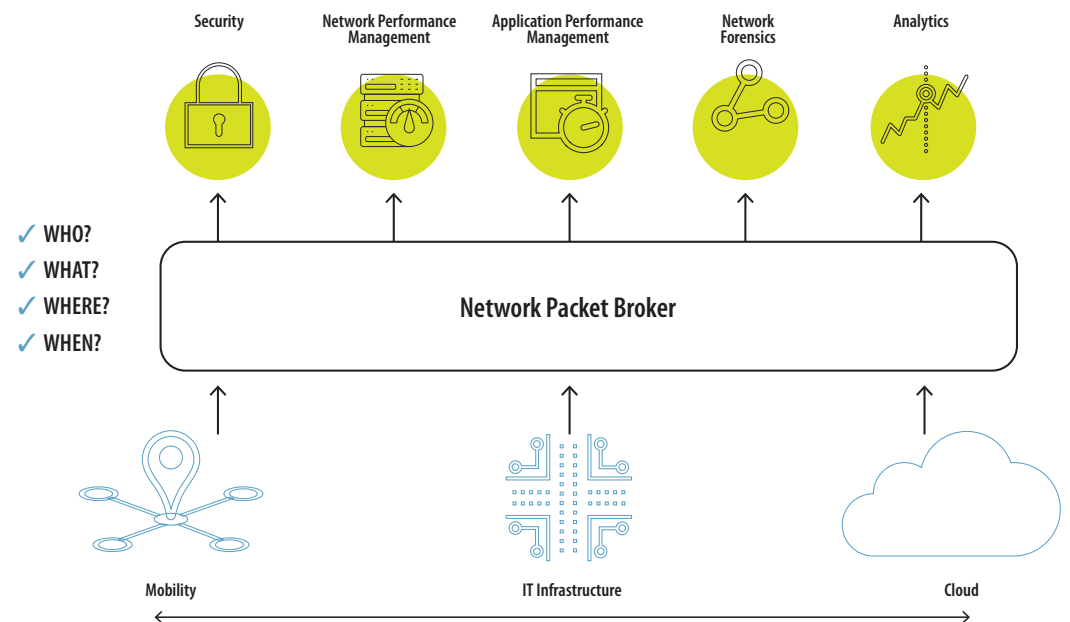 Security
Network Performance
Management
Application Performance
Management
Network
Forensics
Analytics
✓ WHO?
✓ WHAT?
✓ WHERE?
✓ WHEN?
Network Packet Broker
Mobility
IT Infrastructure
Cloud